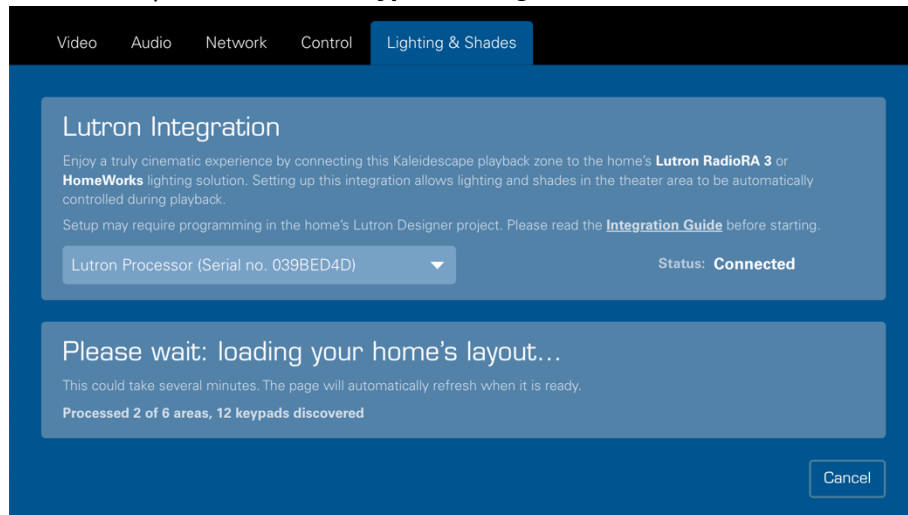 Video Audio Network Control Lighting & Shades
Lutron Integration
Enjoy a truly cinematic experience by connecting this Kaleidescape playback zone to the home's Lutron RadioRA 3 or
HomeWorks lighting solution. Setting up this integration allows lighting and shades in the theater area to be automatically
controlled during playback.
Setup may require programming in the home's Lutron Designer project. Please read the Integration Guide before starting.
Lutron Processor (Serial no. 039BED4D) Status: Connected
Please wait: loading your home's layout...
This could take several minutes. The page will automatically refresh when it is ready.
Processed 2 of 6 areas, 12 keypads discovered
Cancel